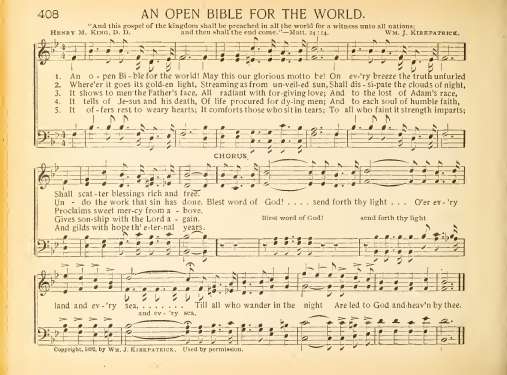 408
AN OPEN BIBLE FOR THE WORLD.
"And this gospel of the kingdom shall be preached in all the world for a witness unto all nations;
HENRY M. KING, D. D. and then shall the end come."—Matt. 24:14. WM. J. KIRKPATRICK.
1. An o - pen Bi - ble for the world! May this our glorious motto be! On ev-'ry breeze the truth unfurled
2. Where'er it goes its gold-en light, Streaming as from un-veil-ed sun, Shall dis - si-pate the clouds of night,
3. It shows to men the Father's face, All radiant with for-giving love; And to the lost of Adam's race,
4. It tells of Je-sus and his death, Of life procured for dy-ing men; And to each soul of humble faith,
5. It of-fers rest to weary hearts; It comforts those who sit in tears; To all who faint it strength imparts;
CHORUS.
Shall scat-ter blessings rich and free.
Un - do the work that sin has done. Blest word of God! .... send forth thy light .... O'er ev-'ry
Proclaims sweet mer-cy from a - bove.
Gives son-ship with the Lord a - gain. Blest word of God! send forth thy light
And gilds with hope th' e-ter-nal years.
land and ev-'ry sea, ........ Till all who wander in the night Are led to God and heav'n by thee.
and ev-'ry sea,
Copyright, 1892, by WM. J. KIRKPATRICK. Used by permission.